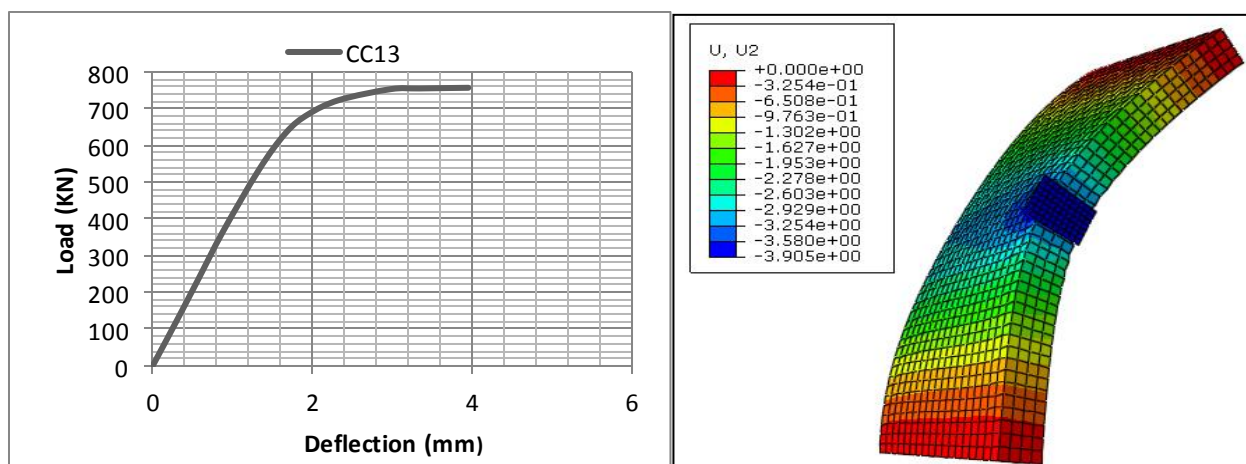 CC13
800
700
600
500
400
300
200
100
0
0 2 4 6
Load (KN)
Deflection (mm)
U, U2
+0.000e+00
-3.254e-01
-6.508e-01
-9.763e-01
-1.302e+00
-1.627e+00
-1.953e+00
-2.278e+00
-2.603e+00
-2.929e+00
-3.254e+00
-3.580e+00
-3.905e+00